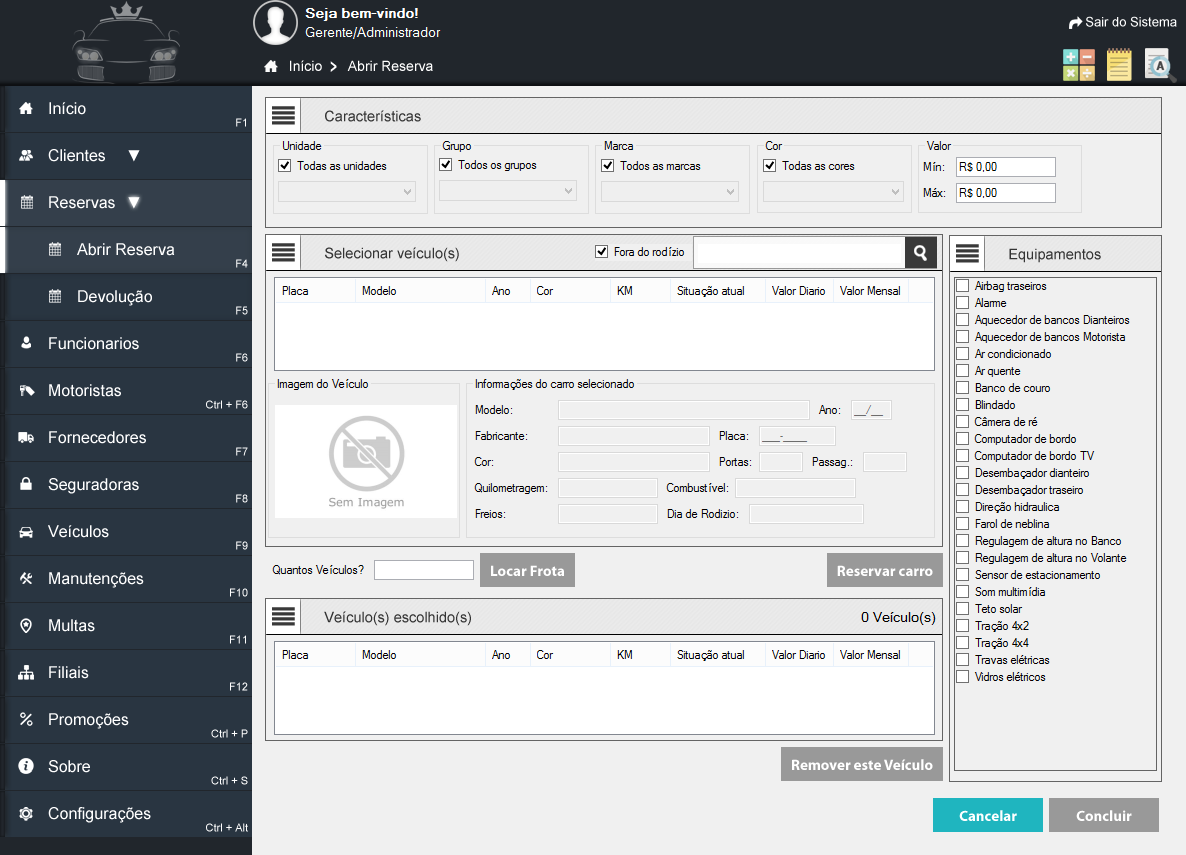 Seja bem-vindo!
Gerente/Administrador
Sair do Sistema
Início
Abrir Reserva
Início
F1
Clientes
Reservas
Abrir Reserva
F4
Devolução
F5
Funcionarios
F6
Motoristas
Ctrl + F6
Fornecedores
F7
Seguradoras
F8
Veículos
F9
Manutenções
F10
Multas
F11
Filiais
F12
Promoções
Ctrl + P
Sobre
Ctrl + S
Configurações
Ctrl + Alt
Características
Unidade
Todas as unidades
Grupo
Todos os grupos
Marca
Todos as marcas
Cor
Todas as cores
Valor
Mín: R$ 0,00
Máx: R$ 0,00
Selecionar veículo(s)
Fora do rodízio
Placa Modelo Ano Cor KM Situação atual Valor Diario Valor Mensal
Imagem do Veículo
Sem Imagem
Informações do carro selecionado
Modelo: Ano: __/__
Fabricante: Placa: ___-____
Cor: Portas: Passag.:
Quilometragem: Combustível:
Freios: Dia de Rodizio:
Quantos Veículos?
Locar Frota
Reservar carro
Veículo(s) escolhido(s)
0 Veículo(s)
Placa Modelo Ano Cor KM Situação atual Valor Diario Valor Mensal
Remover este Veículo
Equipamentos
Airbag traseiros
Alarme
Aquecedor de bancos Dianteiros
Aquecedor de bancos Motorista
Ar condicionado
Ar quente
Banco de couro
Blindado
Câmera de ré
Computador de bordo
Computador de bordo TV
Desembaçador dianteiro
Desembaçador traseiro
Direção hidraulica
Farol de neblina
Regulagem de altura no Banco
Regulagem de altura no Volante
Sensor de estacionamento
Som multimídia
Teto solar
Tração 4x2
Tração 4x4
Travas elétricas
Vidros elétricos
Cancelar
Concluir